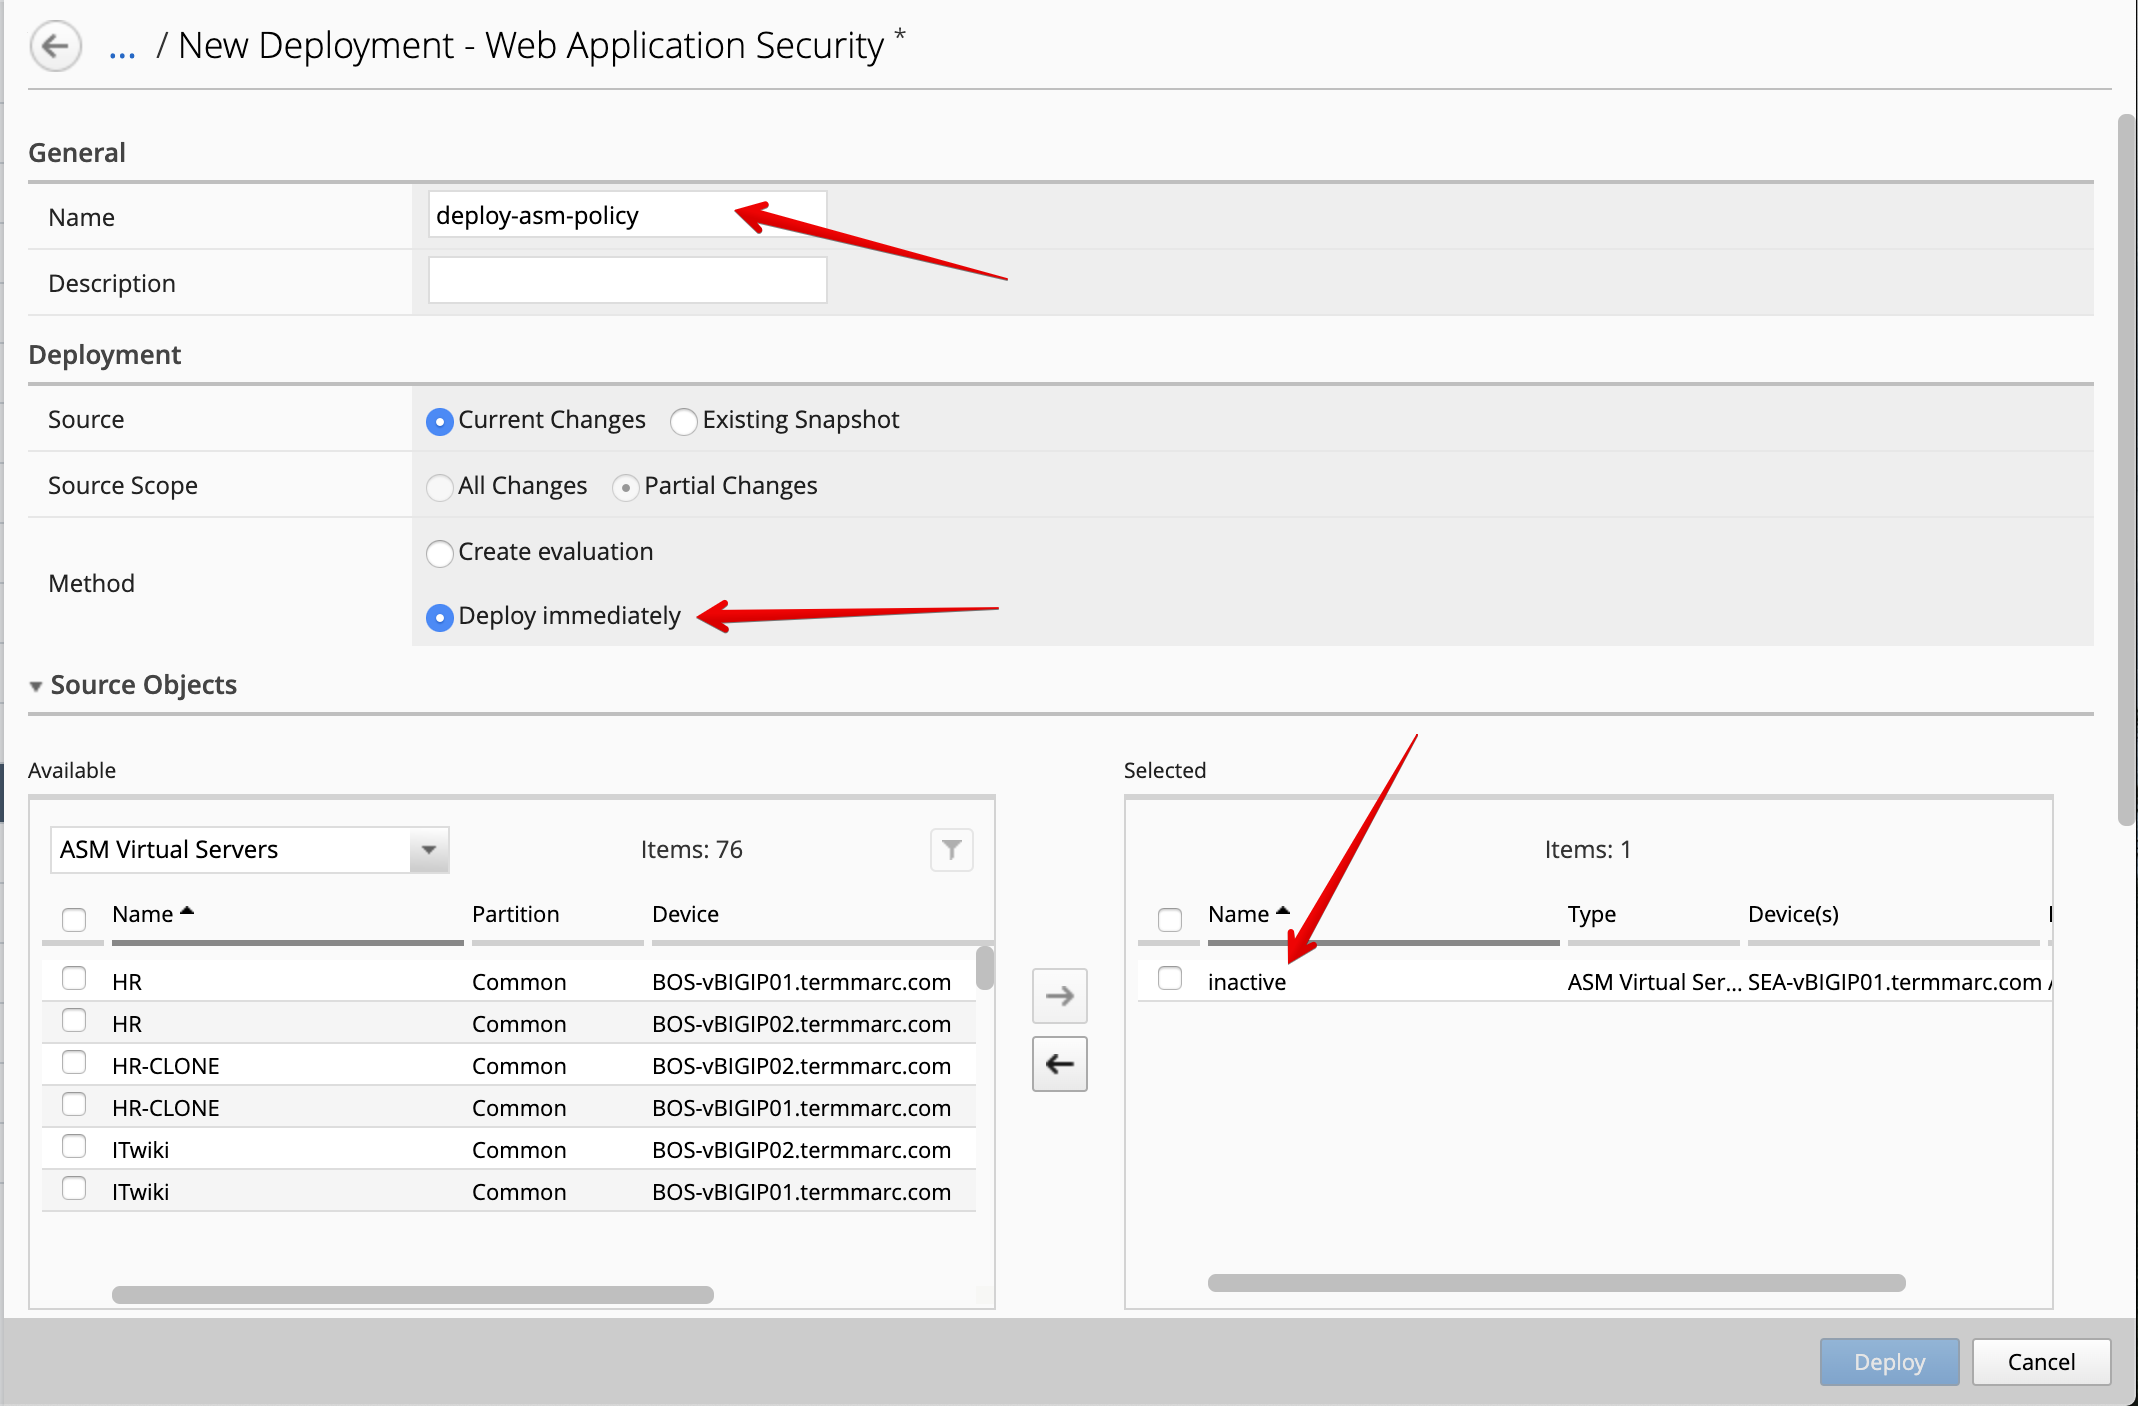 ... / New Deployment - Web Application Security *
General
Name deploy-asm-policy
Description
Deployment
Source Current Changes Existing Snapshot
Source Scope All Changes Partial Changes
Method Create evaluation
Deploy immediately
Source Objects
Available Selected
ASM Virtual Servers Items: 76 Items: 1
Name Partition Device Name Type Device(s)
HR Common BOS-vBIGIP01.termmarc.com inactive ASM Virtual Ser... SEA-vBIGIP01.termmarc.com
HR Common BOS-vBIGIP02.termmarc.com
HR-CLONE Common BOS-vBIGIP02.termmarc.com
HR-CLONE Common BOS-vBIGIP01.termmarc.com
ITwiki Common BOS-vBIGIP02.termmarc.com
ITwiki Common BOS-vBIGIP01.termmarc.com
Deploy Cancel